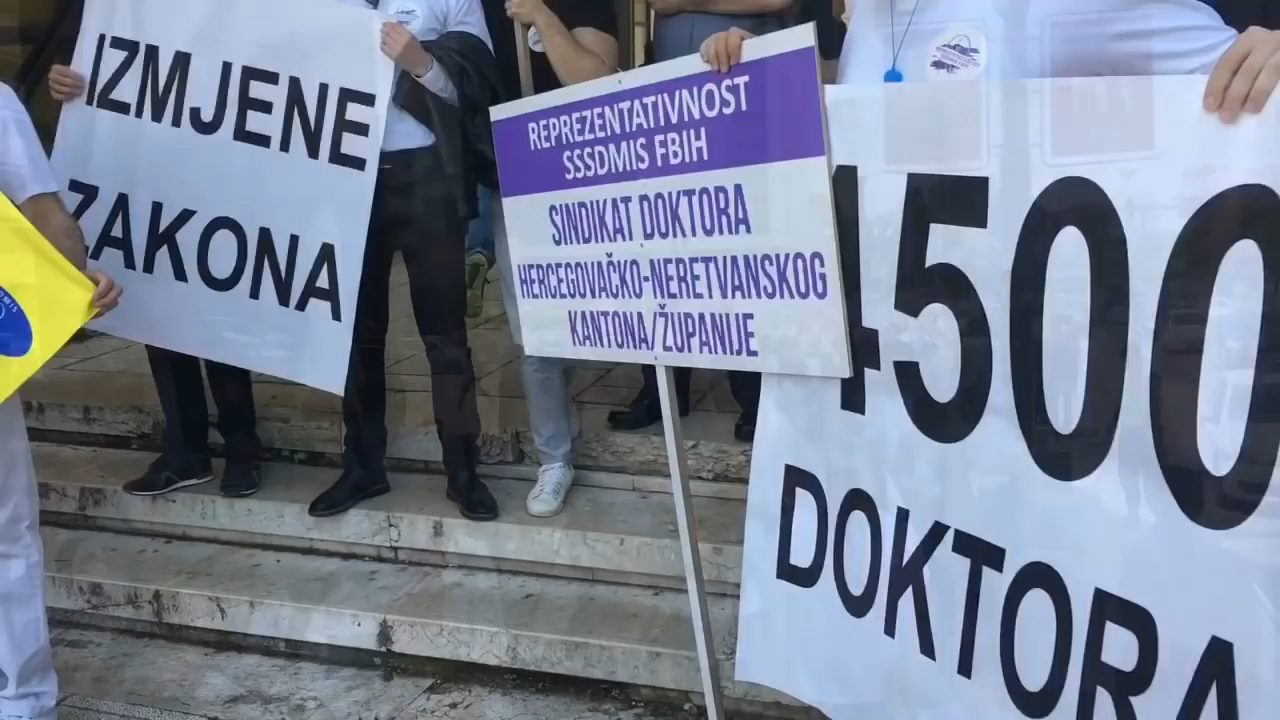 IZMJENE
ZAKONA
REPREZENTATIVNOST
SSSDMIS FBIH
SINDIKAT DOKTORA
HERCEGOVAČKO-NERETVANSKOG
KANTONA/ŽUPANIJE
4500
DOKTORA